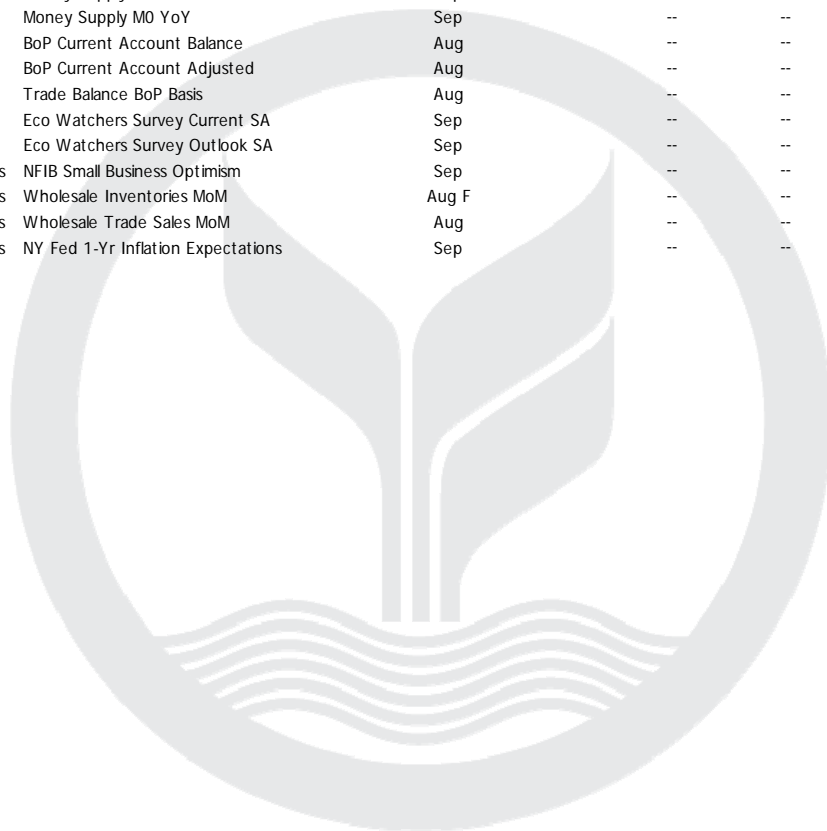 Money Supply M0 YoY Sep -- --
BoP Current Account Balance Aug -- --
BoP Current Account Adjusted Aug -- --
Trade Balance BoP Basis Aug -- --
Eco Watchers Survey Current SA Sep -- --
Eco Watchers Survey Outlook SA Sep -- --
s NFIB Small Business Optimism Sep -- --
s Wholesale Inventories MoM Aug F -- --
s Wholesale Trade Sales MoM Aug -- --
s NY Fed 1-Yr Inflation Expectations Sep -- --